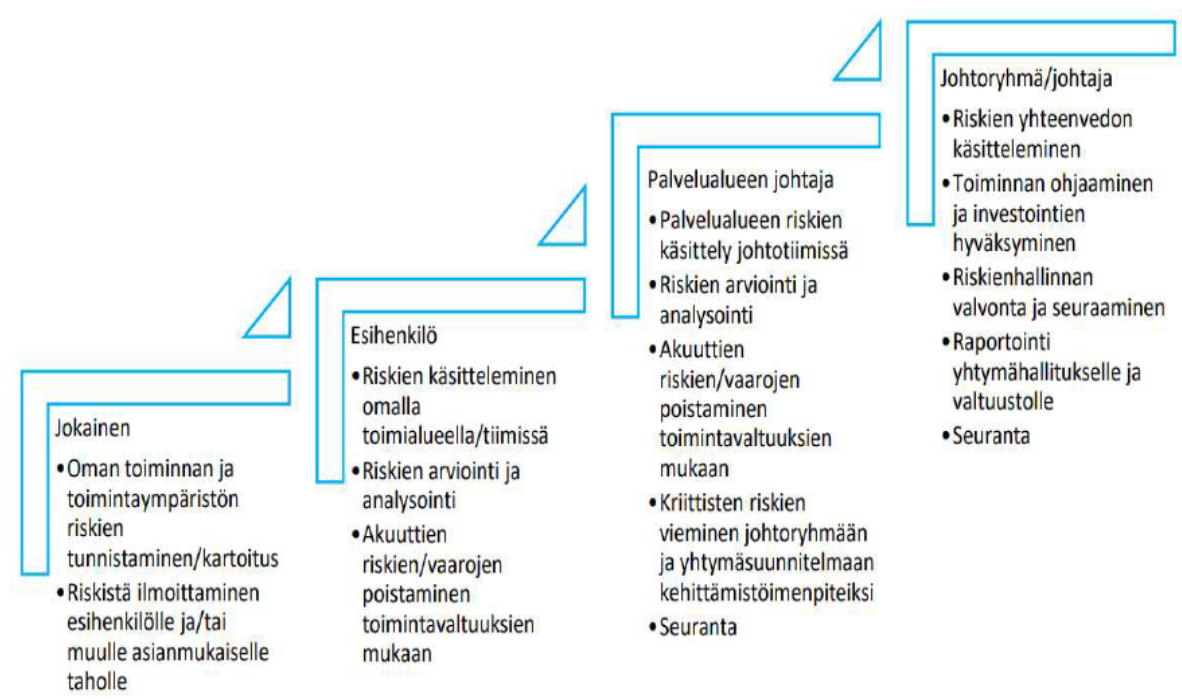 Jokainen
•Oman toiminnan ja
toimintaympäristön
riskien
tunnistaminen/kartoitus
•Riskistä ilmoittaminen
esihenkilölle ja/tai
muulle asianmukaiselle
taholle
Esihenkilö
•Riskien käsitteleminen
omalla
toimialueella/tiimissä
•Riskien arviointi ja
analysointi
•Akuuttien
riskien/vaarojen
poistaminen
toimintavaltuuksien
mukaan
Palvelualueen johtaja
•Palvelualueen riskien
käsittely johtotiimissä
•Riskien arviointi ja
analysointi
•Akuuttien
riskien/vaarojen
poistaminen
toimintavaltuuksien
mukaan
•Kriittisten riskien
vieminen johtoryhmään
ja yhtymäsuunnitelmaan
kehittämistöimenpiteiksi
•Seuranta
Johtoryhmä/johtaja
•Riskien yhteenvedon
käsitteleminen
•Toiminnan ohjaaminen
ja investointien
hyväksyminen
•Riskienhallinnan
valvonta ja seuraaminen
•Raportointi
yhtymähallitukselle ja
valtuustolle
•Seuranta